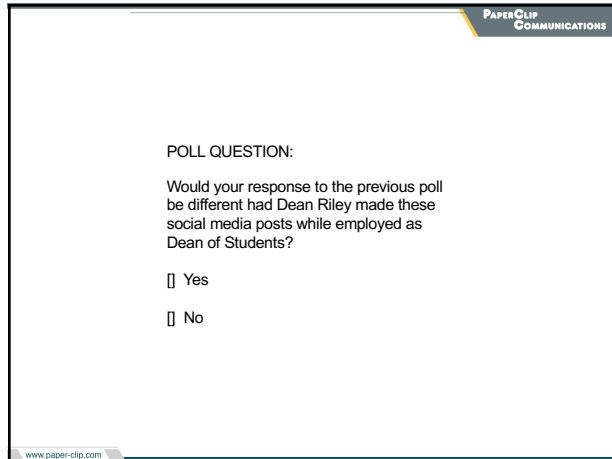 PAPERCLIP
COMMUNICATIONS
POLL QUESTION:
Would your response to the previous poll
be different had Dean Riley made these
social media posts while employed as
Dean of Students?
[] Yes
[] No
www.paper-clip.com